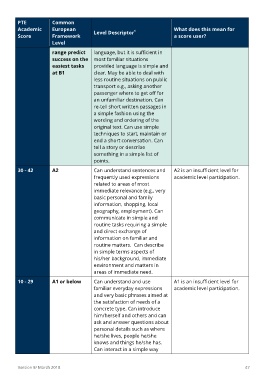 PTE
Academic
Score
Common
European
Framework
Level
Level Descriptor
What does this mean for
a score user?
range predict
success on the
easiest tasks
at B1
language, but it is sufficient in
most familiar situations
provided language is simple and
clear. May be able to deal with
less routine situations on public
transport e.g., asking another
passenger where to get off for
an unfamiliar destination. Can
re-tell short written passages in
a simple fashion using the
wording and ordering of the
original text. Can use simple
techniques to start, maintain or
end a short conversation. Can
tell a story or describe
something in a simple list of
points.
30 - 42
A2
Can understand sentences and
frequently used expressions
related to areas of most
immediate relevance (e.g., very
basic personal and family
information, shopping, local
geography, employment). Can
communicate in simple and
routine tasks requiring a simple
and direct exchange of
information on familiar and
routine matters. Can describe
in simple terms aspects of
his/her background, immediate
environment and matters in
areas of immediate need.
A2 is an insufficient level for
academic level participation.
10 - 29
A1 or below
Can understand and use
familiar everyday expressions
and very basic phrases aimed at
the satisfaction of needs of a
concrete type. Can introduce
him/herself and others and can
ask and answer questions about
personal details such as where
he/she lives, people he/she
knows and things he/she has.
Can interact in a simple way
A1 is an insufficient level for
academic level participation.